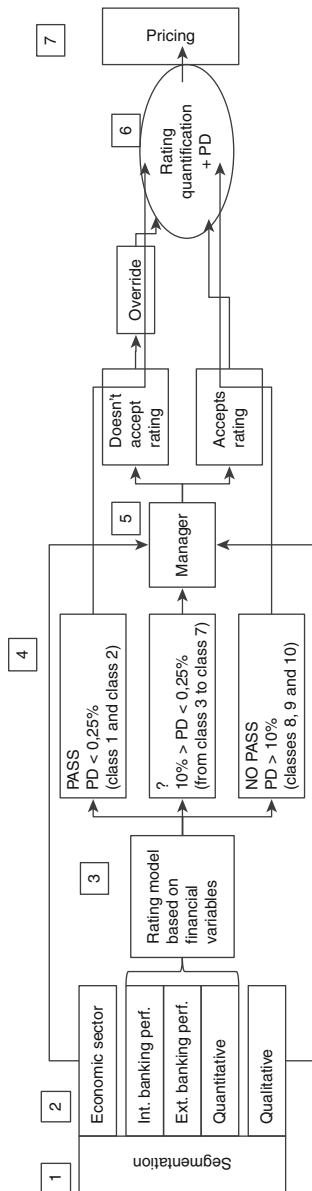 1
2
3
4
5
6
7
Segmentation
Economic sector
Int. banking perf.
Ext. banking perf.
Quantitative
Qualitative
Rating model
based on
financial
variables
PASS
PD < 0,25%
(class 1 and class 2)
?
10% > PD < 0,25%
(from class 3 to class 7)
NO PASS
PD > 10%
(classes 8, 9 and 10)
Manager
Doesn't
accept
rating
Accepts
rating
Override
Rating
quantification
+ PD
Pricing